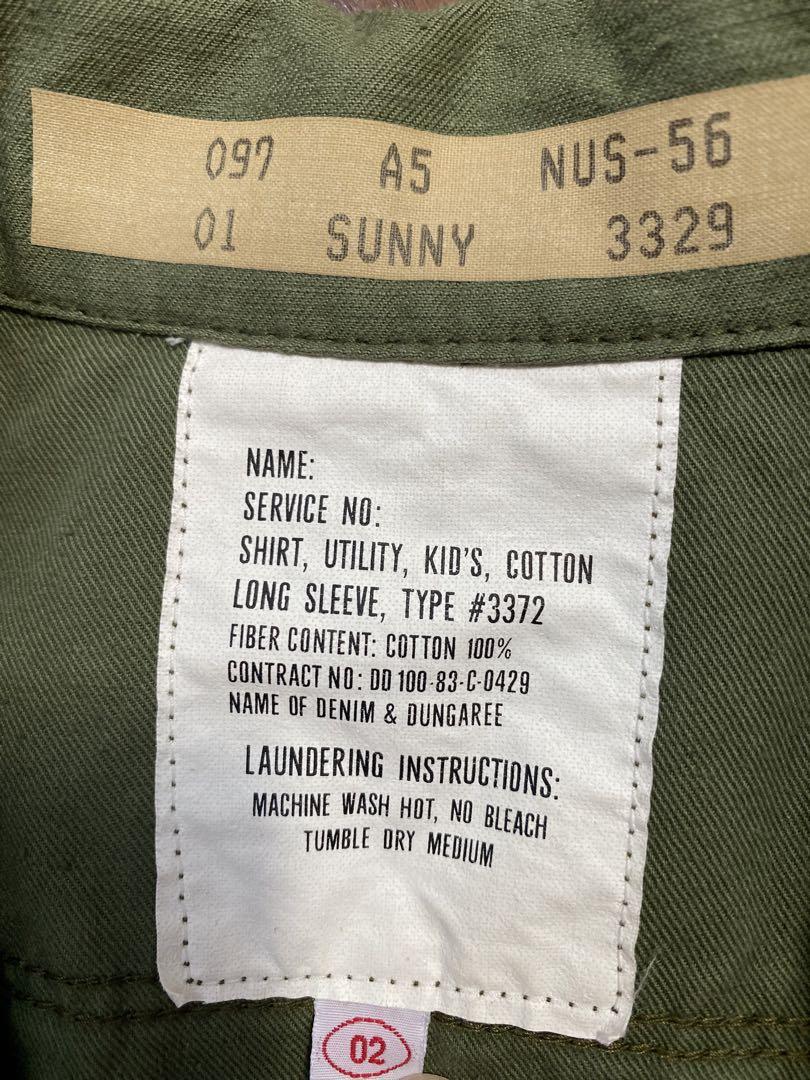 097 A5 NUS-56
01 SUNNY 3329
NAME:
SERVICE NO:
SHIRT, UTILITY, KID'S, COTTON
LONG SLEEVE, TYPE #3372
FIBER CONTENT: COTTON 100%
CONTRACT NO: DD 100-83-C-0429
NAME OF DENIM & DUNGAREE
LAUNDERING INSTRUCTIONS:
MACHINE WASH HOT, NO BLEACH
TUMBLE DRY MEDIUM
02